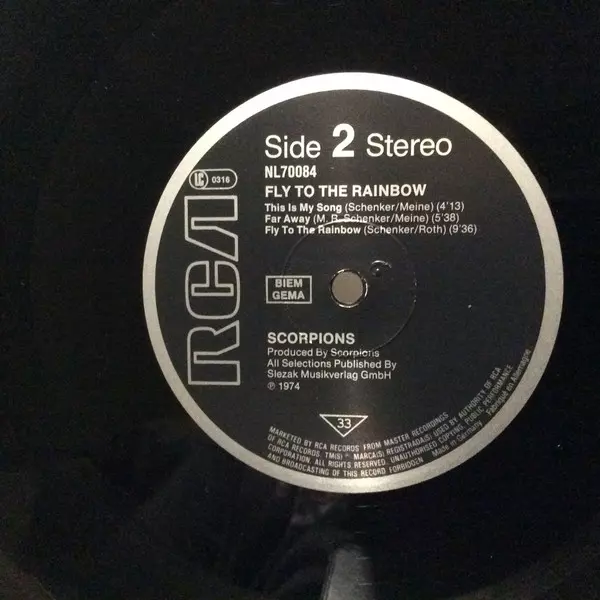 Side 2 Stereo
NL70084
FLY TO THE RAINBOW
This Is My Song (Schenker/Meine) (4'13)
Far Away (M. R. Schenker/Meine) (5'38)
Fly To The Rainbow (Schenker/Roth) (9'36)
LC 0316
RCA
BIEM
GEMA
SCORPIONS
Produced By Scorpions
All Selections Published By
Slezak Musikverlag GmbH
℗ 1974
33
MARKETED BY RCA RECORDS FROM MASTER RECORDINGS
OF RCA RECORDS. TM(S) ® MARCA(S) REGISTRADA(S) USED BY AUTHORITY OF RCA
CORPORATION. ALL RIGHTS RESERVED. UNAUTHORISED COPYING, PUBLIC PERFORMANCE
AND BROADCASTING OF THIS RECORD FORBIDDEN
Made in Germany
Fabriqué en Allemagne